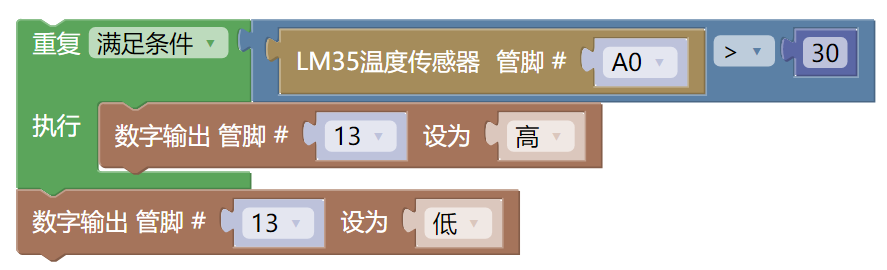 重复 满足条件 LM35温度传感器 管脚 # A0 > 30
执行 数字输出 管脚 # 13 设为 高
数字输出 管脚 # 13 设为 低